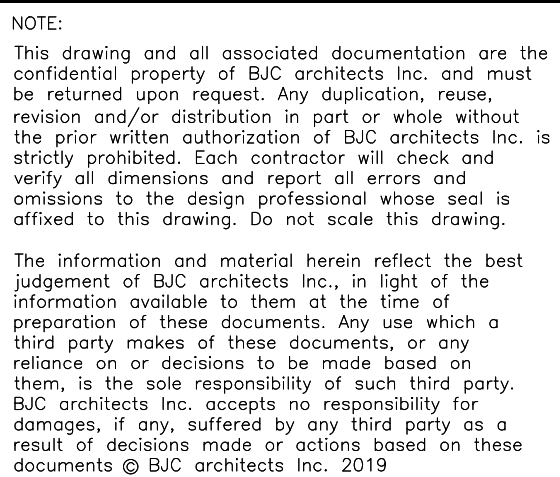 NOTE:
This drawing and all associated documentation are the
confidential property of BJC architects Inc. and must
be returned upon request. Any duplication, reuse,
revision and/or distribution in part or whole without
the prior written authorization of BJC architects Inc. is
strictly prohibited. Each contractor will check and
verify all dimensions and report all errors and
omissions to the design professional whose seal is
affixed to this drawing. Do not scale this drawing.
The information and material herein reflect the best
judgement of BJC architects Inc., in light of the
information available to them at the time of
preparation of these documents. Any use which a
third party makes of these documents, or any
reliance on or decisions to be made based on
them, is the sole responsibility of such third party.
BJC architects Inc. accepts no responsibility for
damages, if any, suffered by any third party as a
result of decisions made or actions based on these
documents © BJC architects Inc. 2019